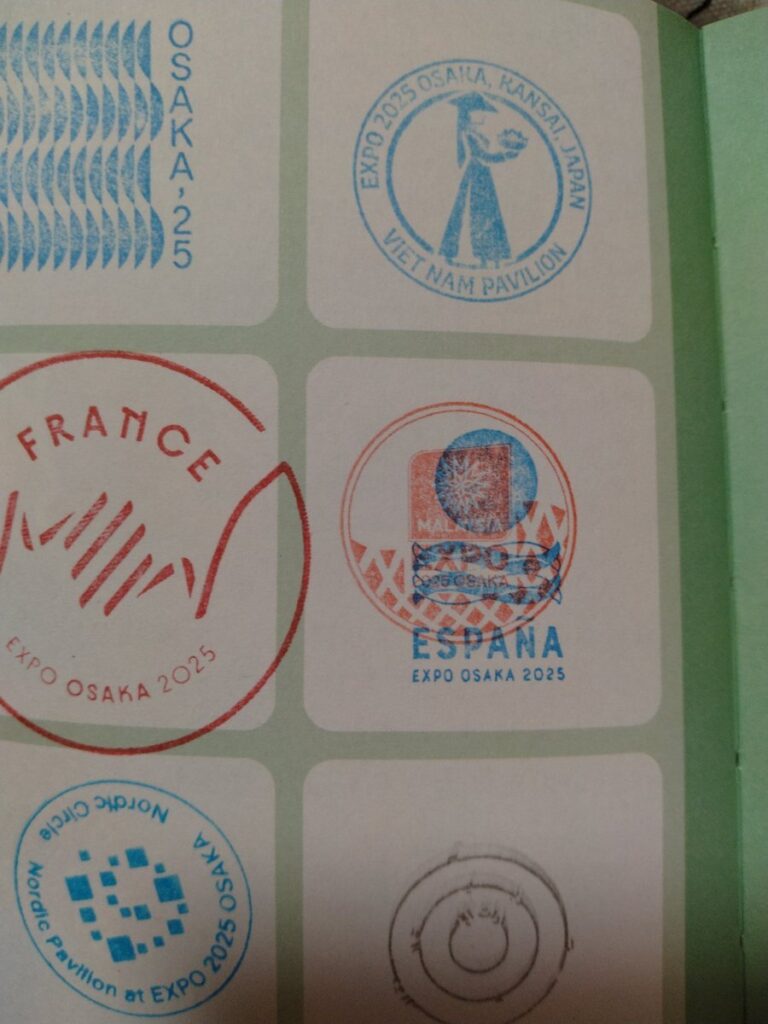 OSAKA,'25
EXPO 2025 OSAKA, KANSAI, JAPAN
VIET NAM PAVILION
FRANCE
EXPO OSAKA 2025
MALAYSIA
EXPO
2025 OSAKA
ESPAÑA
EXPO OSAKA 2025
Nordic Circle
Nordic Pavilion at EXPO 2025 OSAKA